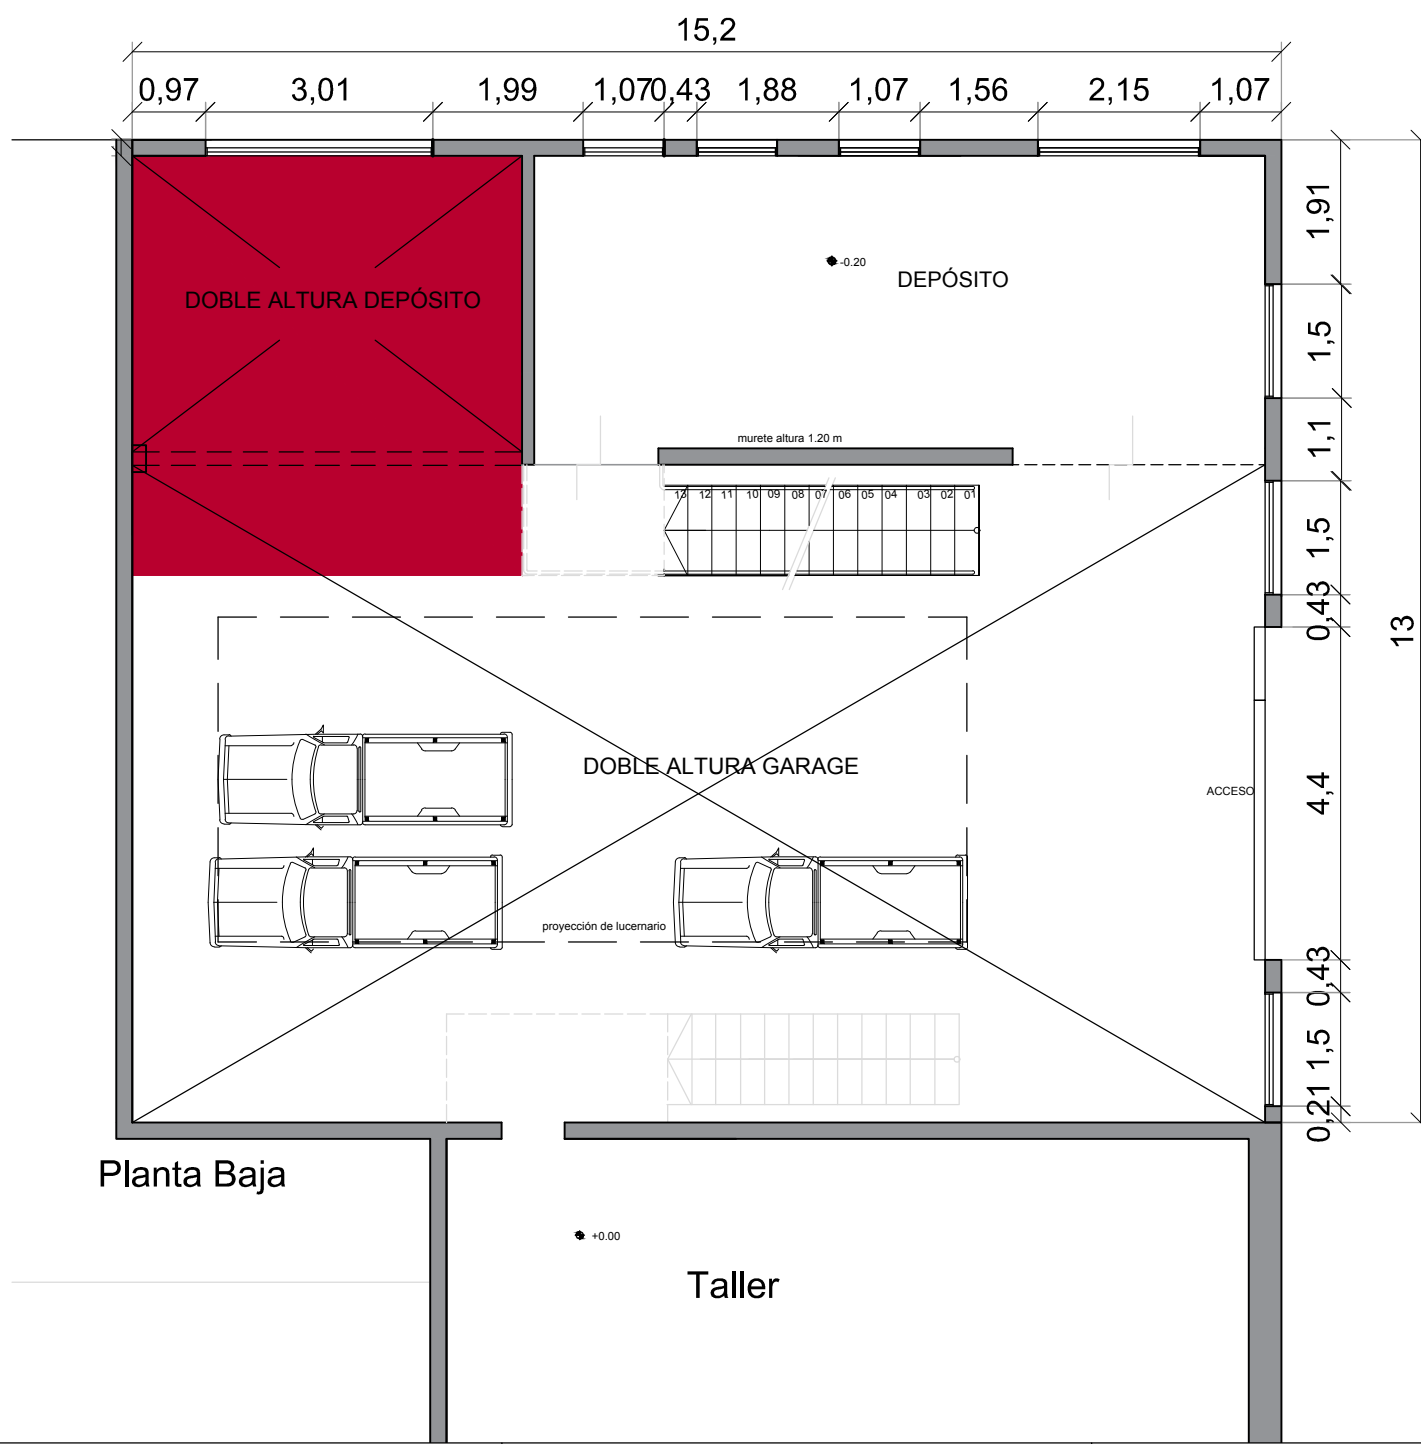 15,2
0,97 3,01 1,99 1,07 0,43 1,88 1,07 1,56 2,15 1,07
1,91
-0.20
DEPÓSITO
DOBLE ALTURA DEPÓSITO
1,5
1,1
murete altura 1.20 m
13 12 11 10 09 08 07 06 05 04 03 02 01
1,5
0,43
13
DOBLE ALTURA GARAGE
ACCESO
4,4
proyección de lucernario
0,43
1,5
0,21
Planta Baja
+0.00
Taller